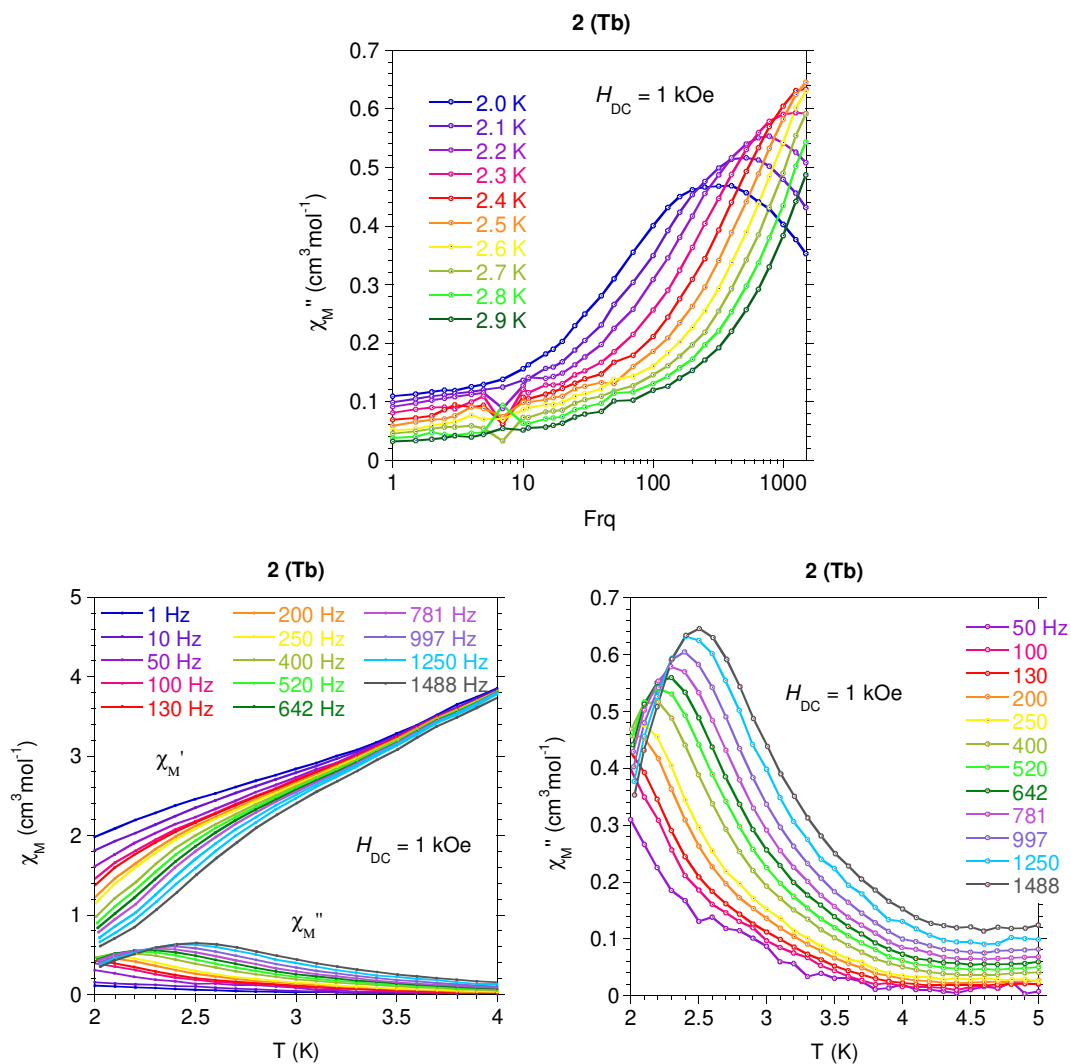 2 (Tb)
0.7
0.6
0.5
0.4
0.3
0.2
0.1
0
χM'' (cm3mol-1)
HDC = 1 kOe
2.0 K
2.1 K
2.2 K
2.3 K
2.4 K
2.5 K
2.6 K
2.7 K
2.8 K
2.9 K
1 10 100 1000
Frq
2 (Tb)
5
4
3
2
1
0
χM (cm3mol-1)
1 Hz 200 Hz 781 Hz
10 Hz 250 Hz 997 Hz
50 Hz 400 Hz 1250 Hz
100 Hz 520 Hz 1488 Hz
130 Hz 642 Hz
χM'
HDC = 1 kOe
χM''
2 2.5 3 3.5 4
T (K)
2 (Tb)
0.7
0.6
0.5
0.4
0.3
0.2
0.1
0
χM'' (cm3mol-1)
HDC = 1 kOe
50 Hz
100
130
200
250
400
520
642
781
997
1250
1488
2 2.5 3 3.5 4 4.5 5
T (K)